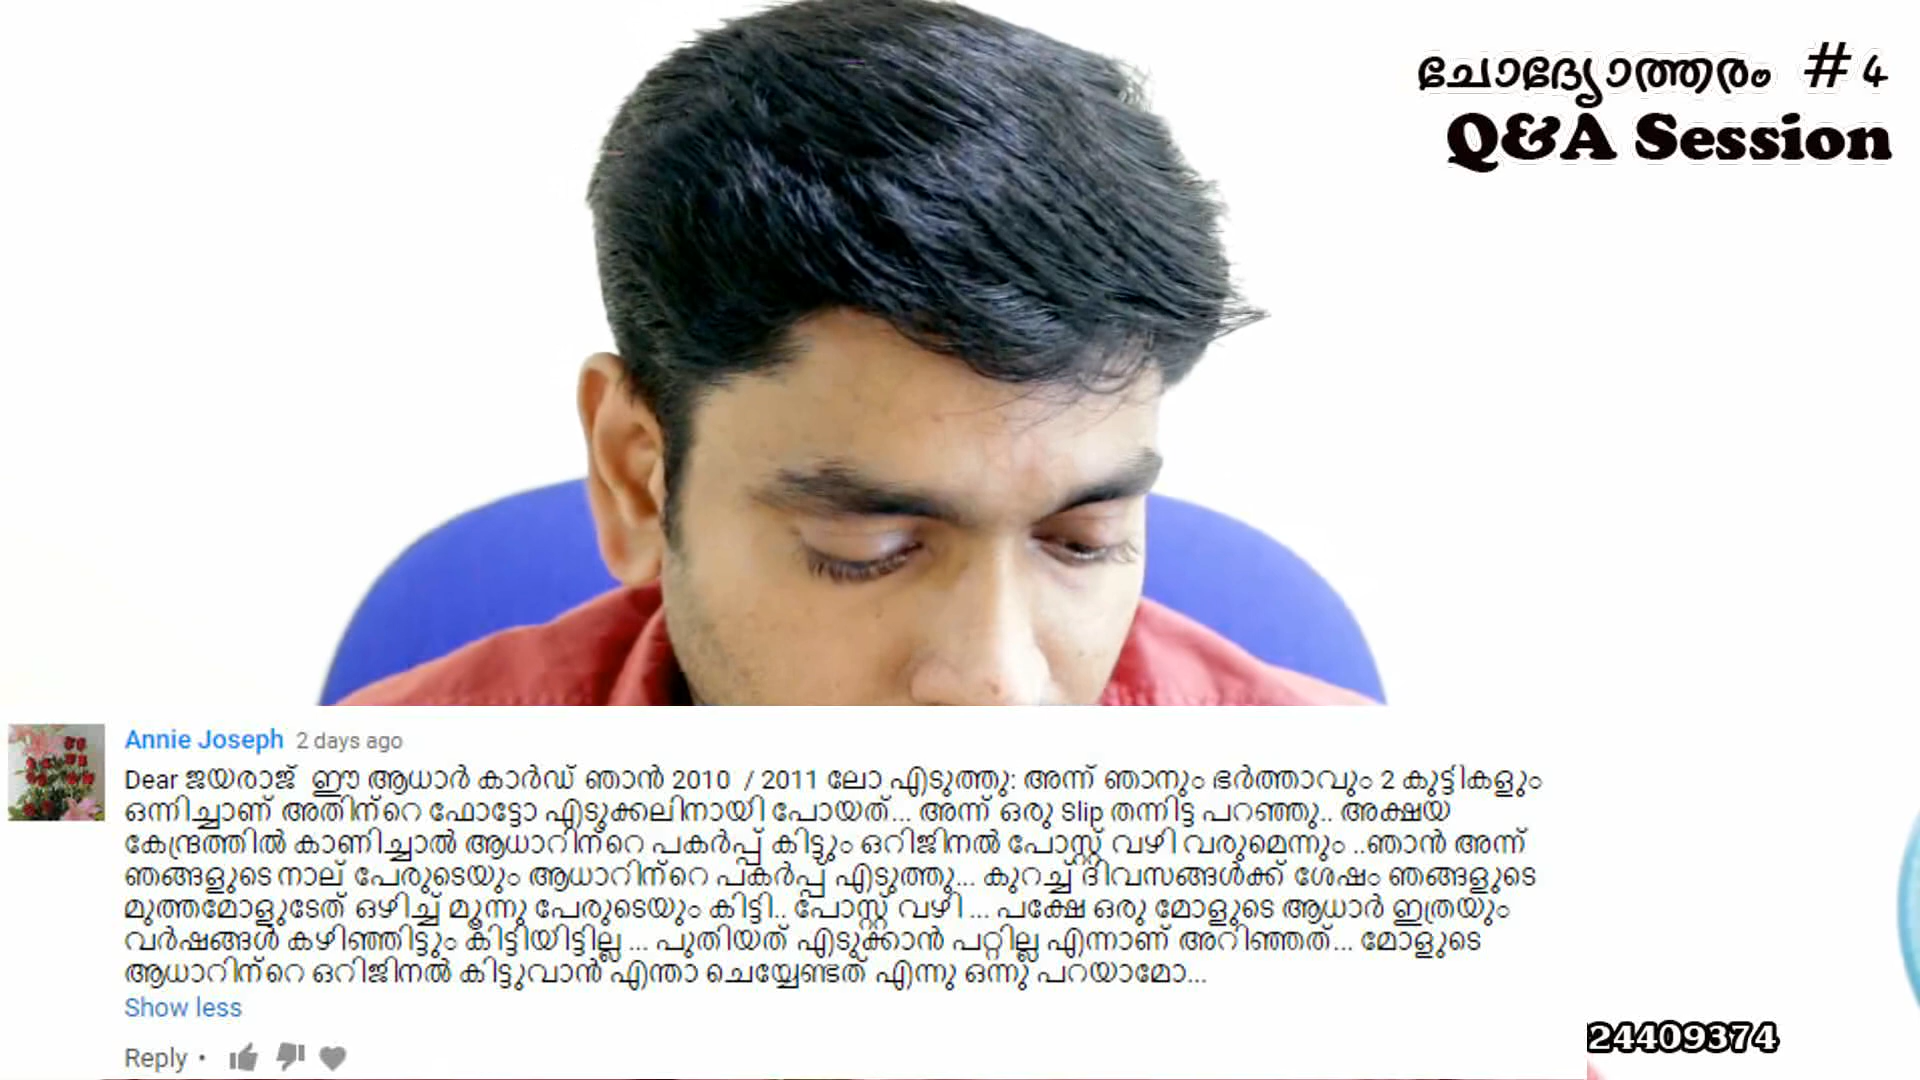 ചോദ്യോത്തരം #4
Q&A Session
Annie Joseph 2 days ago
Dear ജയരാജ് ഈ ആധാർ കാർഡ് ഞാൻ 2010 / 2011 ലോ എടുത്തു: അന്ന് ഞാനും ഭർത്താവും 2 കുട്ടികളും
ഒന്നിച്ചാണ് അതിന്റെ ഫോട്ടോ എടുക്കലിനായി പോയത്... അന്ന് ഒരു slip തന്നിട്ട പറഞ്ഞു.. അക്ഷയ
കേന്ദ്രത്തിൽ കാണിച്ചാൽ ആധാറിന്റെ പകർപ്പ് കിട്ടും ഒറിജിനൽ പോസ്റ്റ് വഴി വരുമെന്നും ..ഞാൻ അന്ന്
ഞങ്ങളുടെ നാല് പേരുടെയും ആധാറിന്റെ പകർപ്പ് എടുത്തു... കുറച്ച് ദിവസങ്ങൾക്ക് ശേഷം ഞങ്ങളുടെ
മുത്തമോളുടേത് ഒഴിച്ച് മൂന്നു പേരുടെയും കിട്ടി.. പോസ്റ്റ് വഴി ... പക്ഷേ ഒരു മോളുടെ ആധാർ ഇത്രയും
വർഷങ്ങൾ കഴിഞ്ഞിട്ടും കിട്ടിയിട്ടില്ല ... പുതിയത് എടുക്കാൻ പറ്റില്ല എന്നാണ് അറിഞ്ഞത്... മോളുടെ
ആധാറിന്റെ ഒറിജിനൽ കിട്ടുവാൻ എന്താ ചെയ്യേണ്ടത് എന്നു ഒന്നു പറയാമോ...
Show less
Reply •
24409374